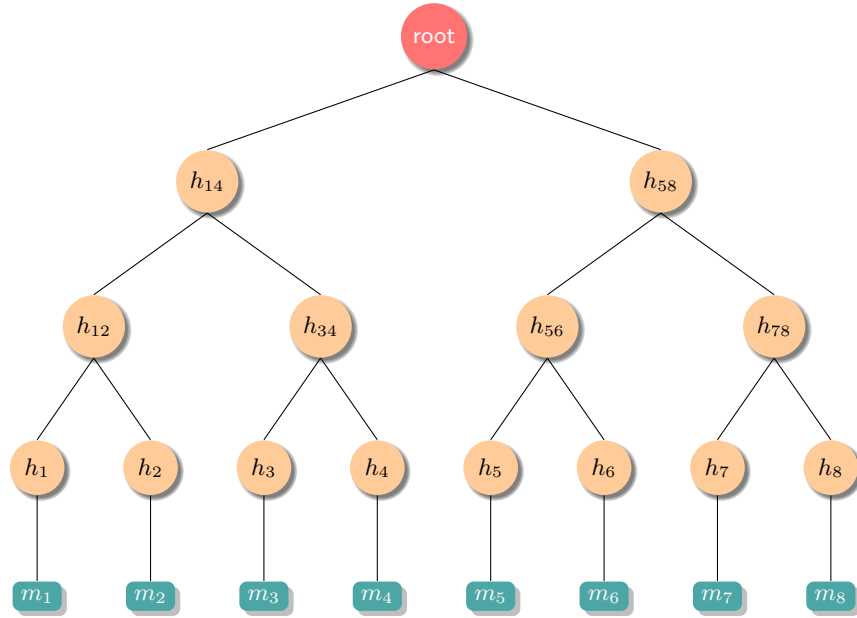 root
h₁₄ h₅₈
h₁₂ h₃₄ h₅₆ h₇₈
h₁ h₂ h₃ h₄ h₅ h₆ h₇ h₈
m₁ m₂ m₃ m₄ m₅ m₆ m₇ m₈